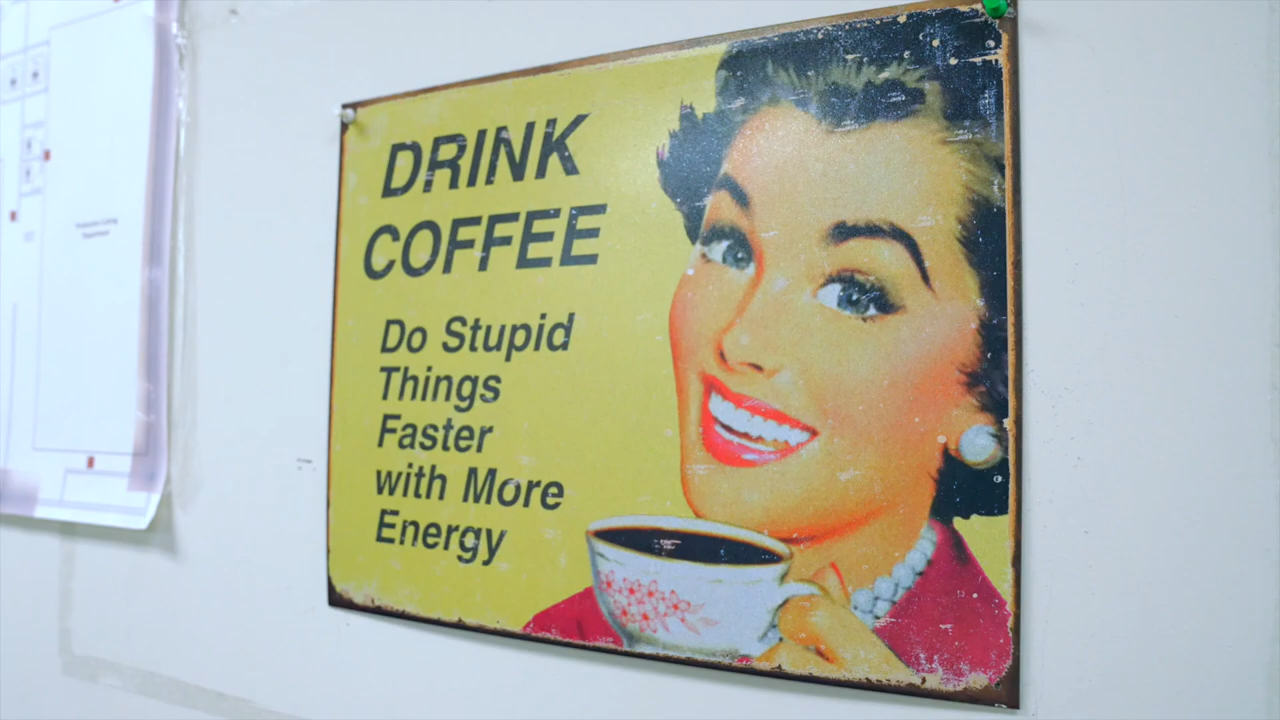 DRINK
COFFEE
Do Stupid
Things
Faster
with More
Energy